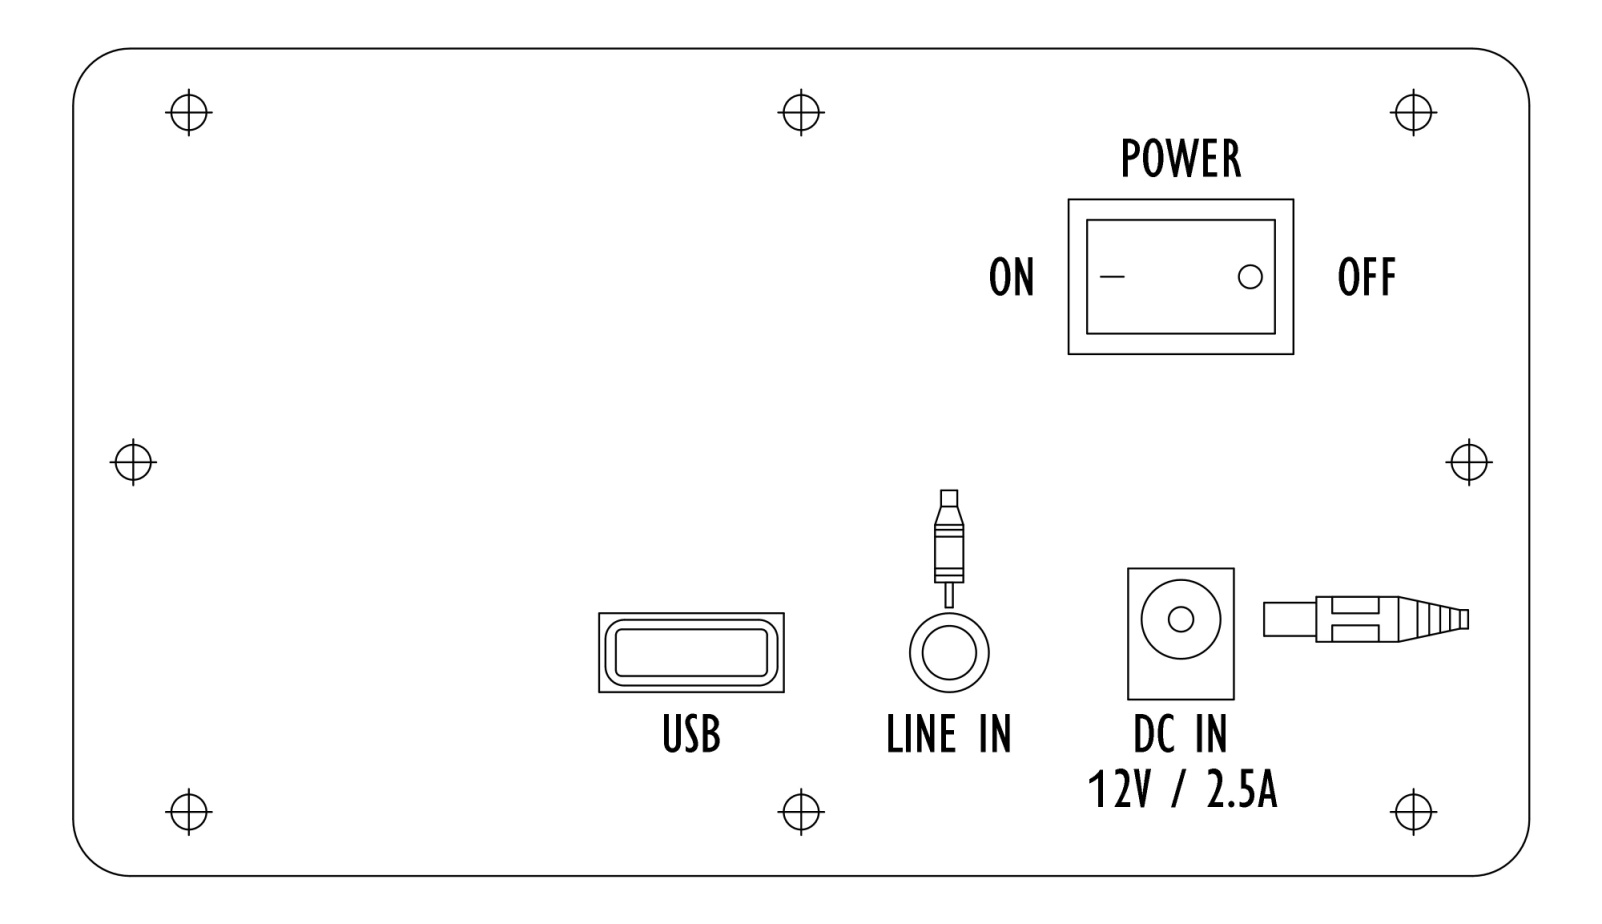 POWER
ON OFF
USB
LINE IN
DC IN
12V / 2.5A